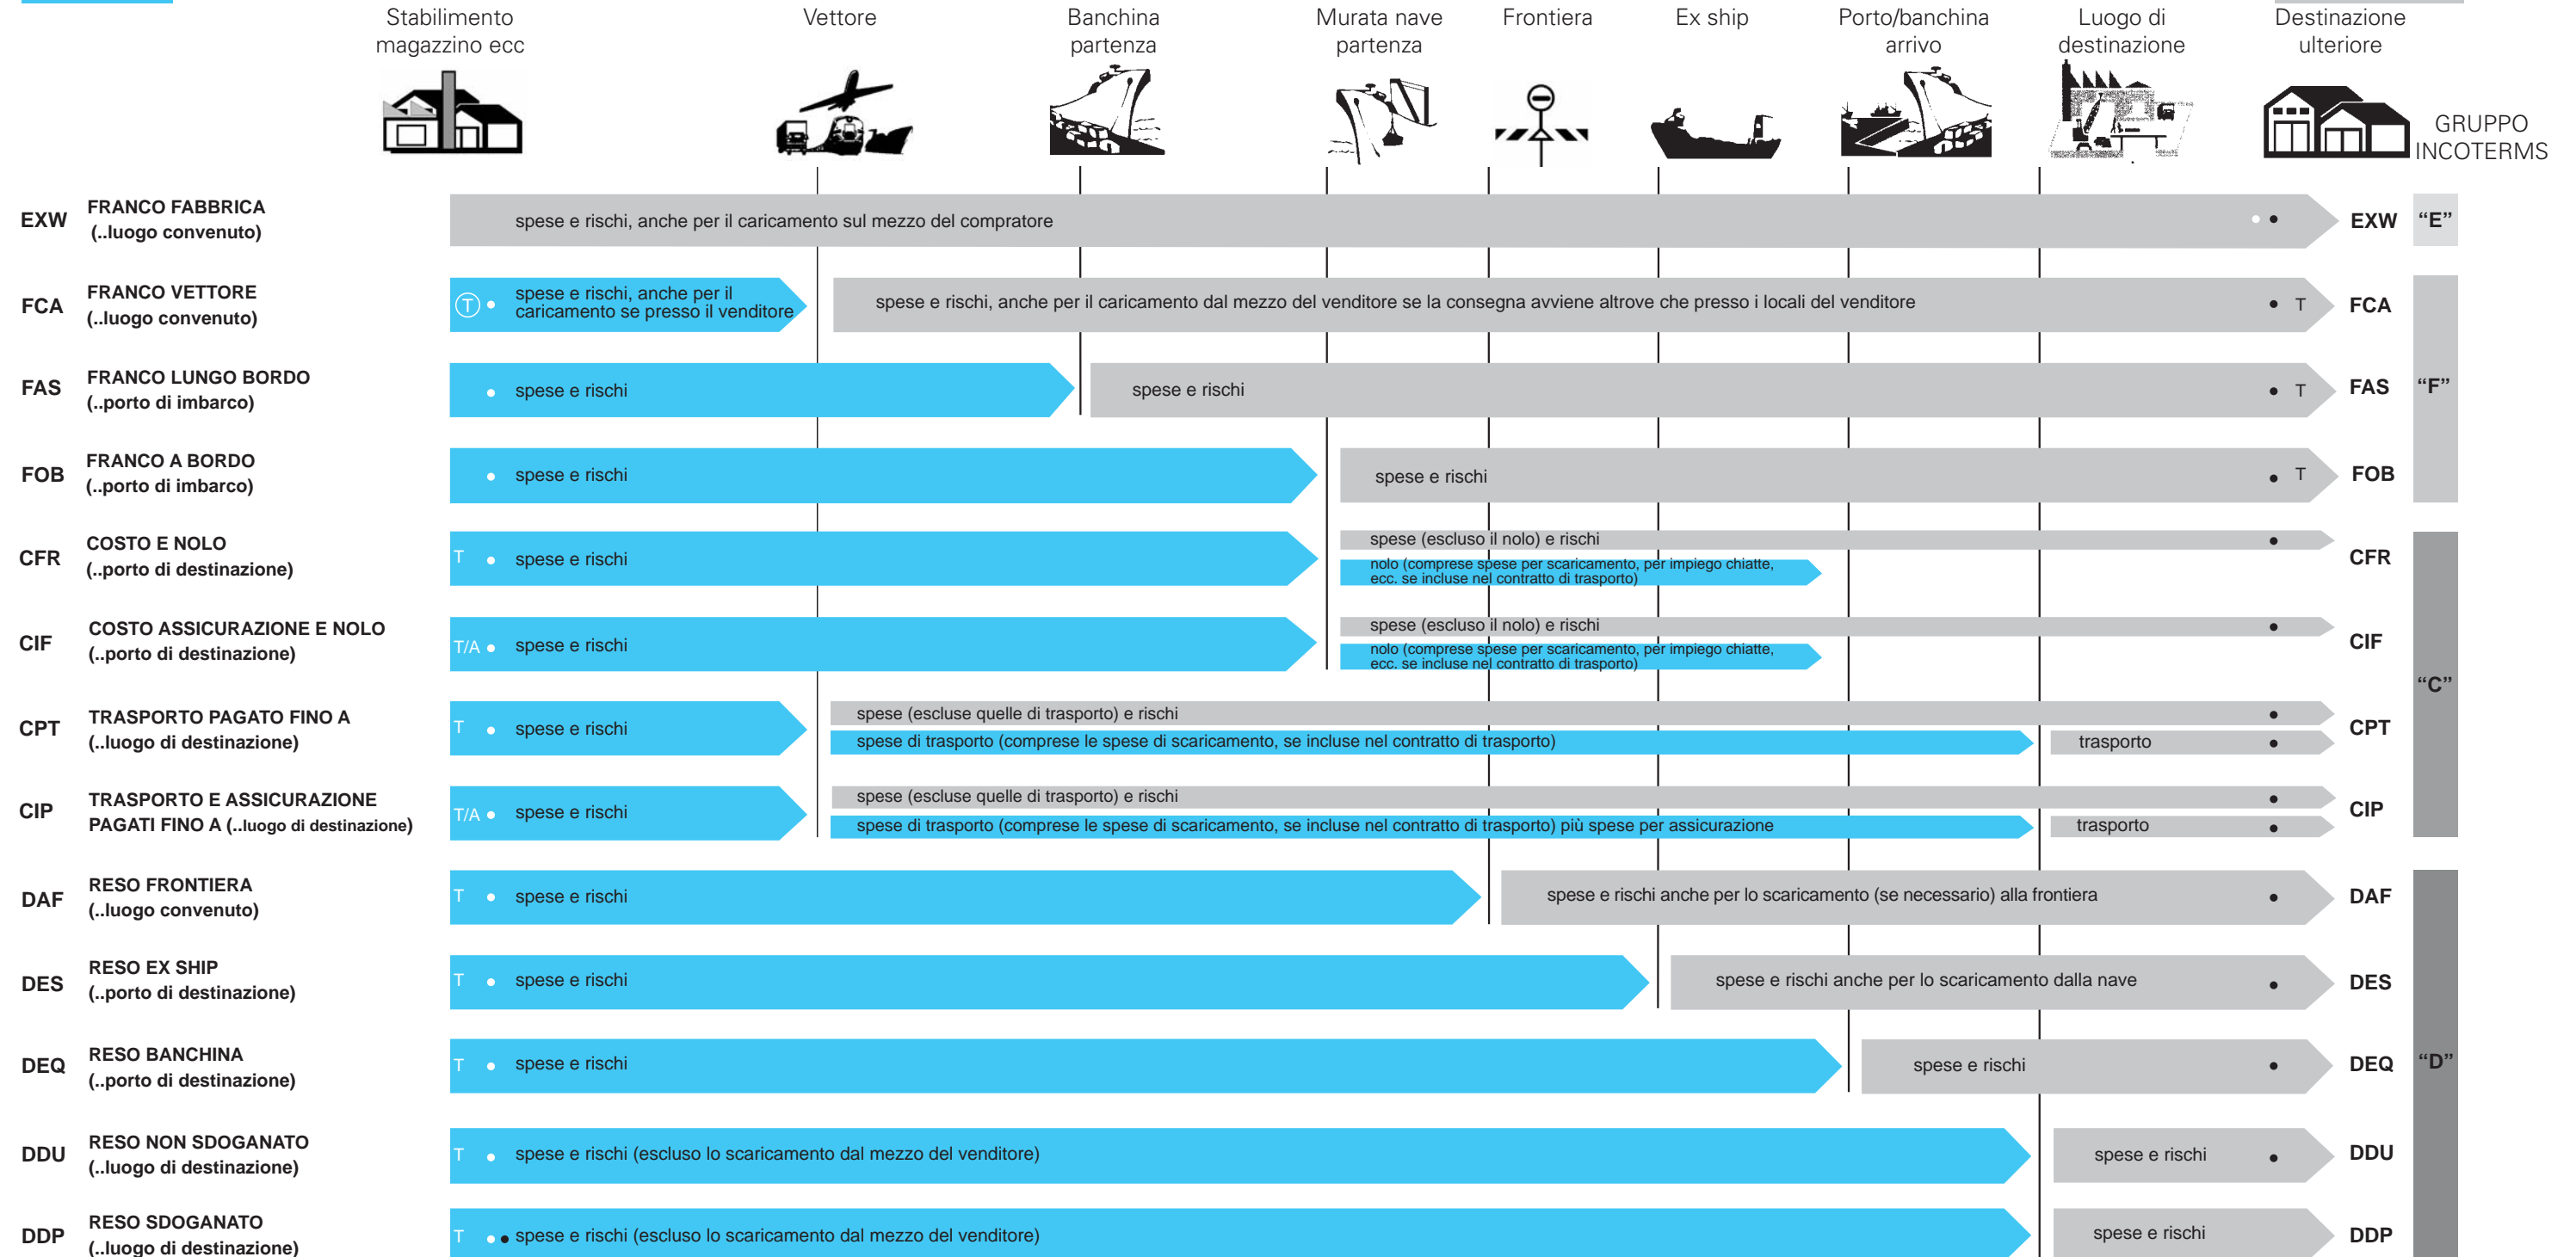 Stabilimento
magazzino ecc
Vettore
Banchina
partenza
Murata nave
partenza
Frontiera
Ex ship
Porto/banchina
arrivo
Luogo di
destinazione
Destinazione
ulteriore
GRUPPO
INCOTERMS
EXW
FRANCO FABBRICA
(..luogo convenuto)
spese e rischi, anche per il caricamento sul mezzo del compratore
EXW
“E”
FCA
FRANCO VETTORE
(..luogo convenuto)
T
spese e rischi, anche per il
caricamento se presso il venditore
spese e rischi, anche per il caricamento dal mezzo del venditore se la consegna avviene altrove che presso i locali del venditore
T
FCA
FAS
FRANCO LUNGO BORDO
(..porto di imbarco)
spese e rischi
spese e rischi
T
FAS
“F”
FOB
FRANCO A BORDO
(..porto di imbarco)
spese e rischi
spese e rischi
T
FOB
CFR
COSTO E NOLO
(..porto di destinazione)
T
spese e rischi
spese (escluso il nolo) e rischi
nolo (comprese spese per scaricamento, per impiego chiatte,
ecc. se incluse nel contratto di trasporto)
CFR
CIF
COSTO ASSICURAZIONE E NOLO
(..porto di destinazione)
T/A
spese e rischi
spese (escluso il nolo) e rischi
nolo (comprese spese per scaricamento, per impiego chiatte,
ecc. se incluse nel contratto di trasporto)
CIF
“C”
CPT
TRASPORTO PAGATO FINO A
(..luogo di destinazione)
T
spese e rischi
spese (escluse quelle di trasporto) e rischi
spese di trasporto (comprese le spese di scaricamento, se incluse nel contratto di trasporto)
trasporto
CPT
CIP
TRASPORTO E ASSICURAZIONE
PAGATI FINO A (..luogo di destinazione)
T/A
spese e rischi
spese (escluse quelle di trasporto) e rischi
spese di trasporto (comprese le spese di scaricamento, se incluse nel contratto di trasporto) più spese per assicurazione
trasporto
CIP
DAF
RESO FRONTIERA
(..luogo convenuto)
T
spese e rischi
spese e rischi anche per lo scaricamento (se necessario) alla frontiera
DAF
DES
RESO EX SHIP
(..porto di destinazione)
T
spese e rischi
spese e rischi anche per lo scaricamento dalla nave
DES
DEQ
RESO BANCHINA
(..porto di destinazione)
T
spese e rischi
spese e rischi
DEQ
“D”
DDU
RESO NON SDOGANATO
(..luogo di destinazione)
T
spese e rischi (escluso lo scaricamento dal mezzo del venditore)
spese e rischi
DDU
DDP
RESO SDOGANATO
(..luogo di destinazione)
T
spese e rischi (escluso lo scaricamento dal mezzo del venditore)
spese e rischi
DDP